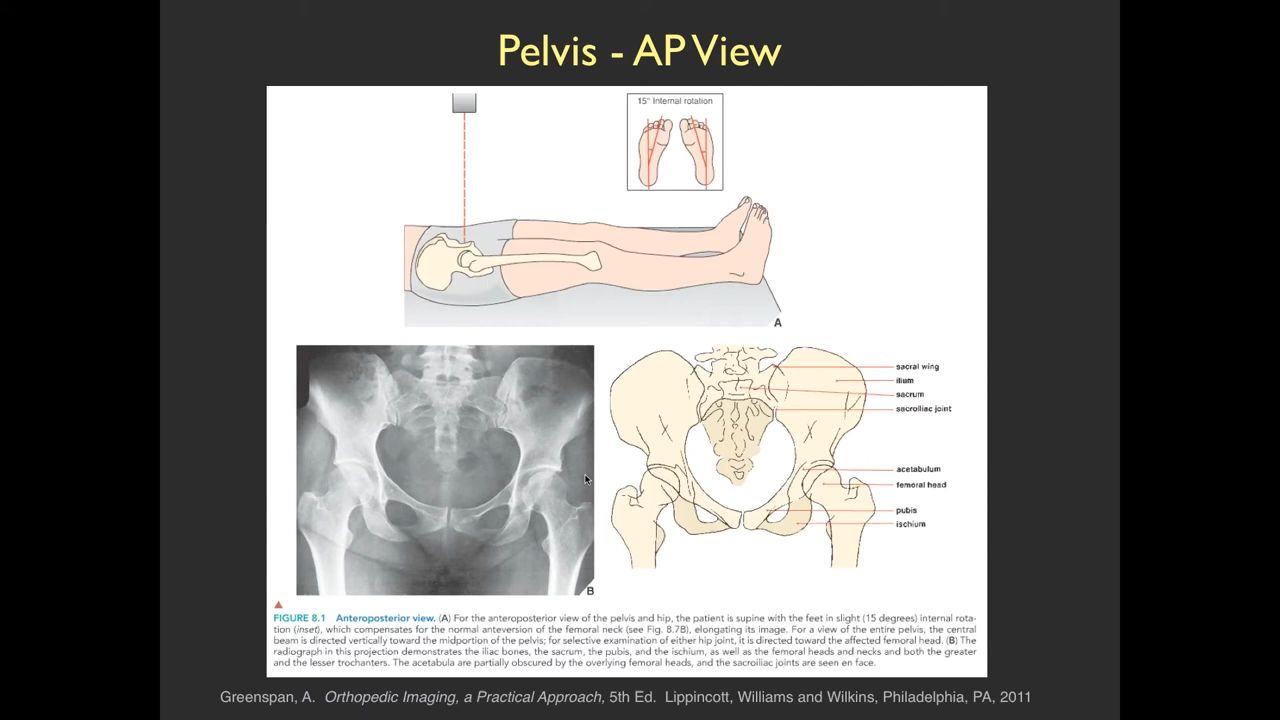 Pelvis - AP View
15° Internal rotation
A
sacral wing
ilium
sacrum
sacroiliac joint
acetabulum
femoral head
pubis
ischium
B
FIGURE 8.1 Anteroposterior view. (A) For the anteroposterior view of the pelvis and hip, the patient is supine with the feet in slight (15 degrees) internal rota-
tion (inset), which compensates for the normal anteversion of the femoral neck (see Fig. 8.7B), elongating its image. For a view of the entire pelvis, the central
beam is directed vertically toward the midportion of the pelvis; for selective examination of either hip joint, it is directed toward the affected femoral head. (B) The
radiograph in this projection demonstrates the iliac bones, the sacrum, the pubis, and the ischium, as well as the femoral heads and necks and both the greater
and the lesser trochanters. The acetabula are partially obscured by the overlying femoral heads, and the sacroiliac joints are seen en face.
Greenspan, A. Orthopedic Imaging, a Practical Approach, 5th Ed. Lippincott, Williams and Wilkins, Philadelphia, PA, 2011